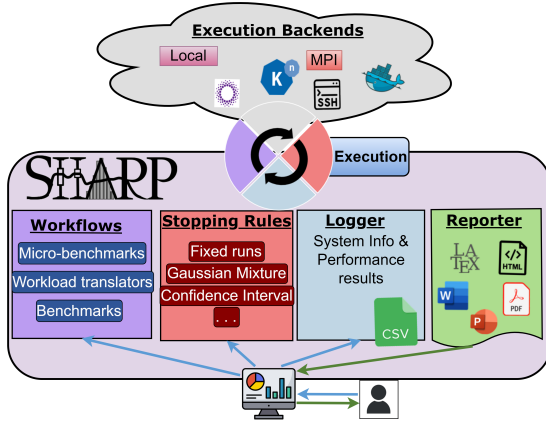 Execution Backends
Local
MPI
K
n
SSH
Execution
SHARP
Workflows
Micro-benchmarks
Workload translators
Benchmarks
Stopping Rules
Fixed runs
Gaussian Mixture
Confidence Interval
. . .
Logger
System Info &
Performance
results
CSV
Reporter
LATEX
HTML
W
P
PDF